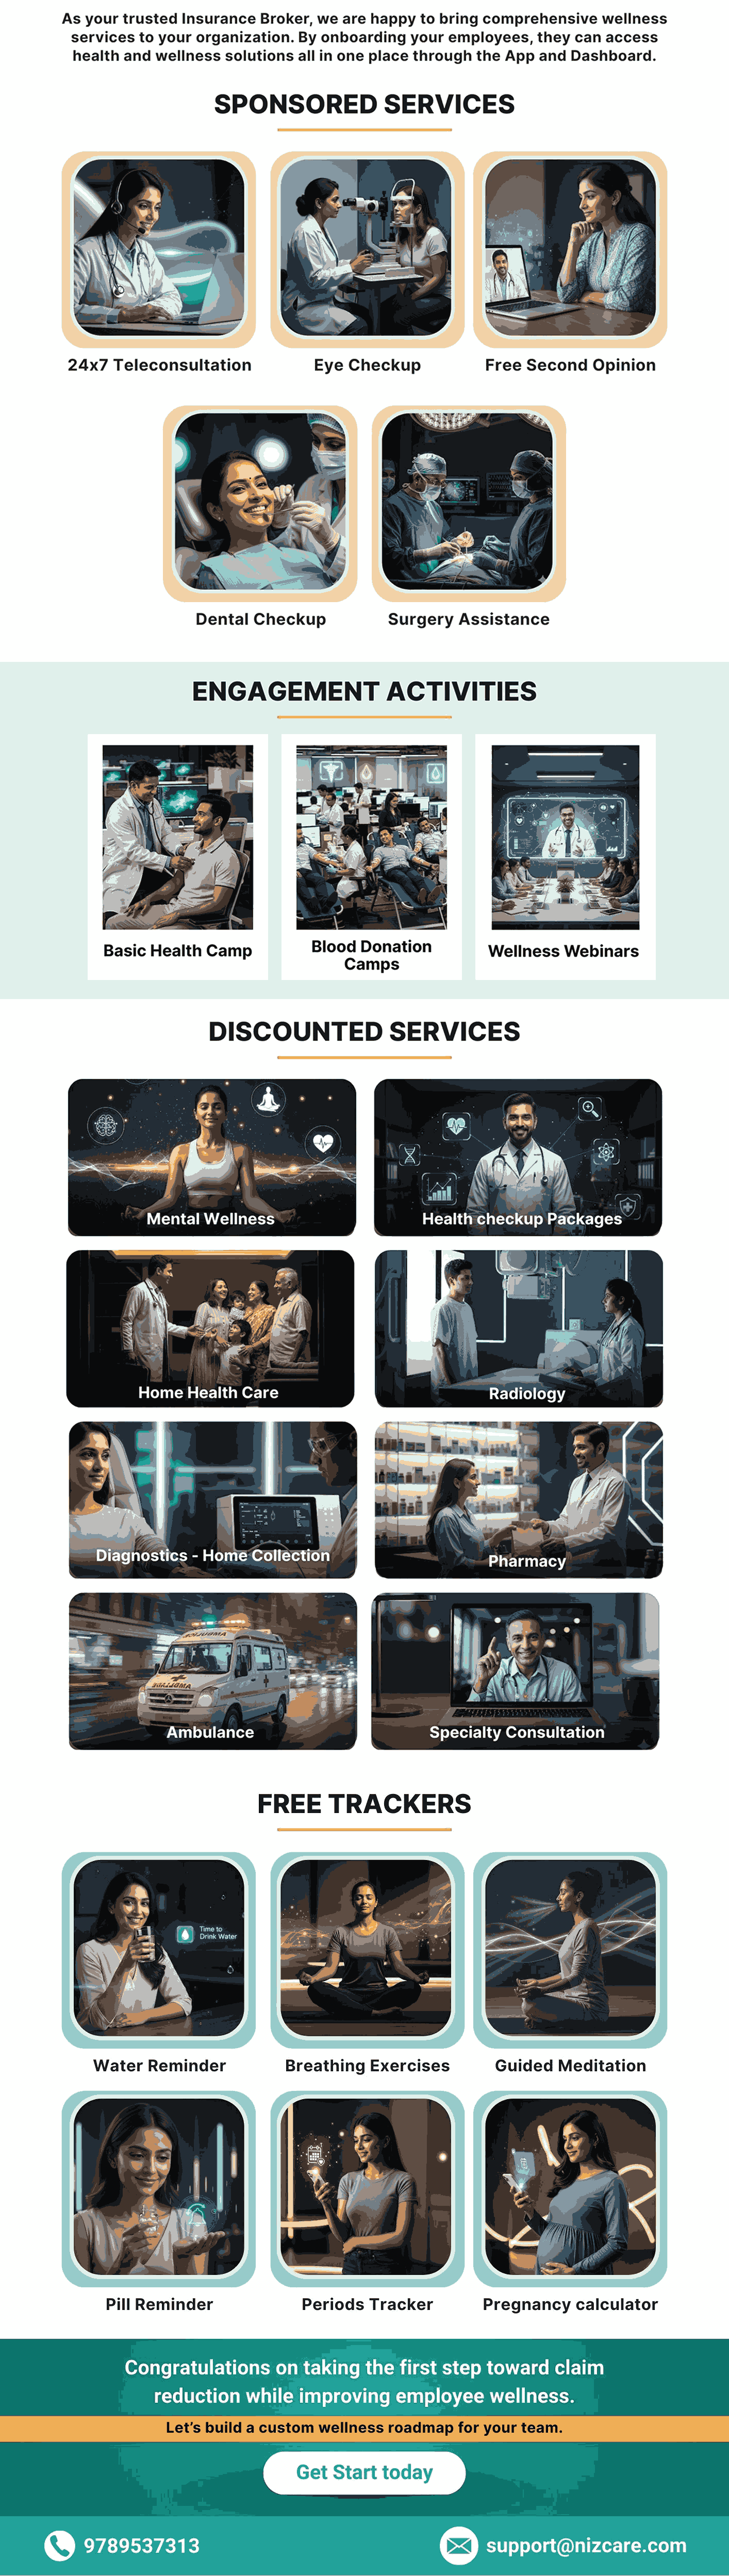 As your trusted Insurance Broker, we are happy to bring comprehensive wellness
services to your organization. By onboarding your employees, they can access
health and wellness solutions all in one place through the App and Dashboard.
SPONSORED SERVICES
24x7 Teleconsultation
Eye Checkup
Free Second Opinion
Dental Checkup
Surgery Assistance
ENGAGEMENT ACTIVITIES
Basic Health Camp
Blood Donation
Camps
Wellness Webinars
DISCOUNTED SERVICES
Mental Wellness
Health checkup Packages
Home Health Care
Radiology
Diagnostics - Home Collection
Pharmacy
Ambulance
Specialty Consultation
FREE TRACKERS
Time to
Drink Water
Water Reminder
Breathing Exercises
Guided Meditation
Pill Reminder
Periods Tracker
Pregnancy calculator
Congratulations on taking the first step toward claim
reduction while improving employee wellness.
Let's build a custom wellness roadmap for your team.
Get Start today
9789537313
support@nizcare.com